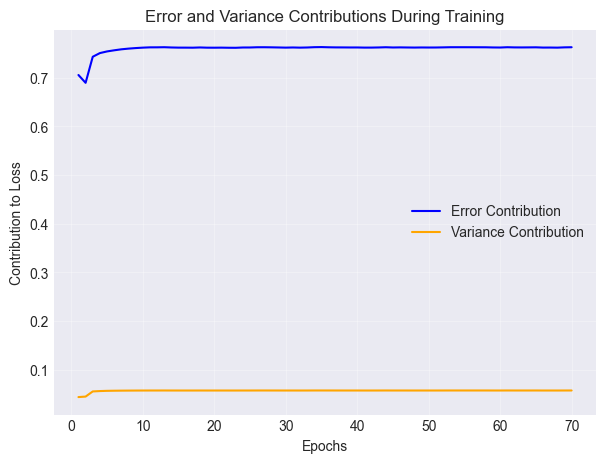 Error and Variance Contributions During Training
Contribution to Loss
0.7
0.6
0.5
0.4
0.3
0.2
0.1
Error Contribution
Variance Contribution
0 10 20 30 40 50 60 70
Epochs